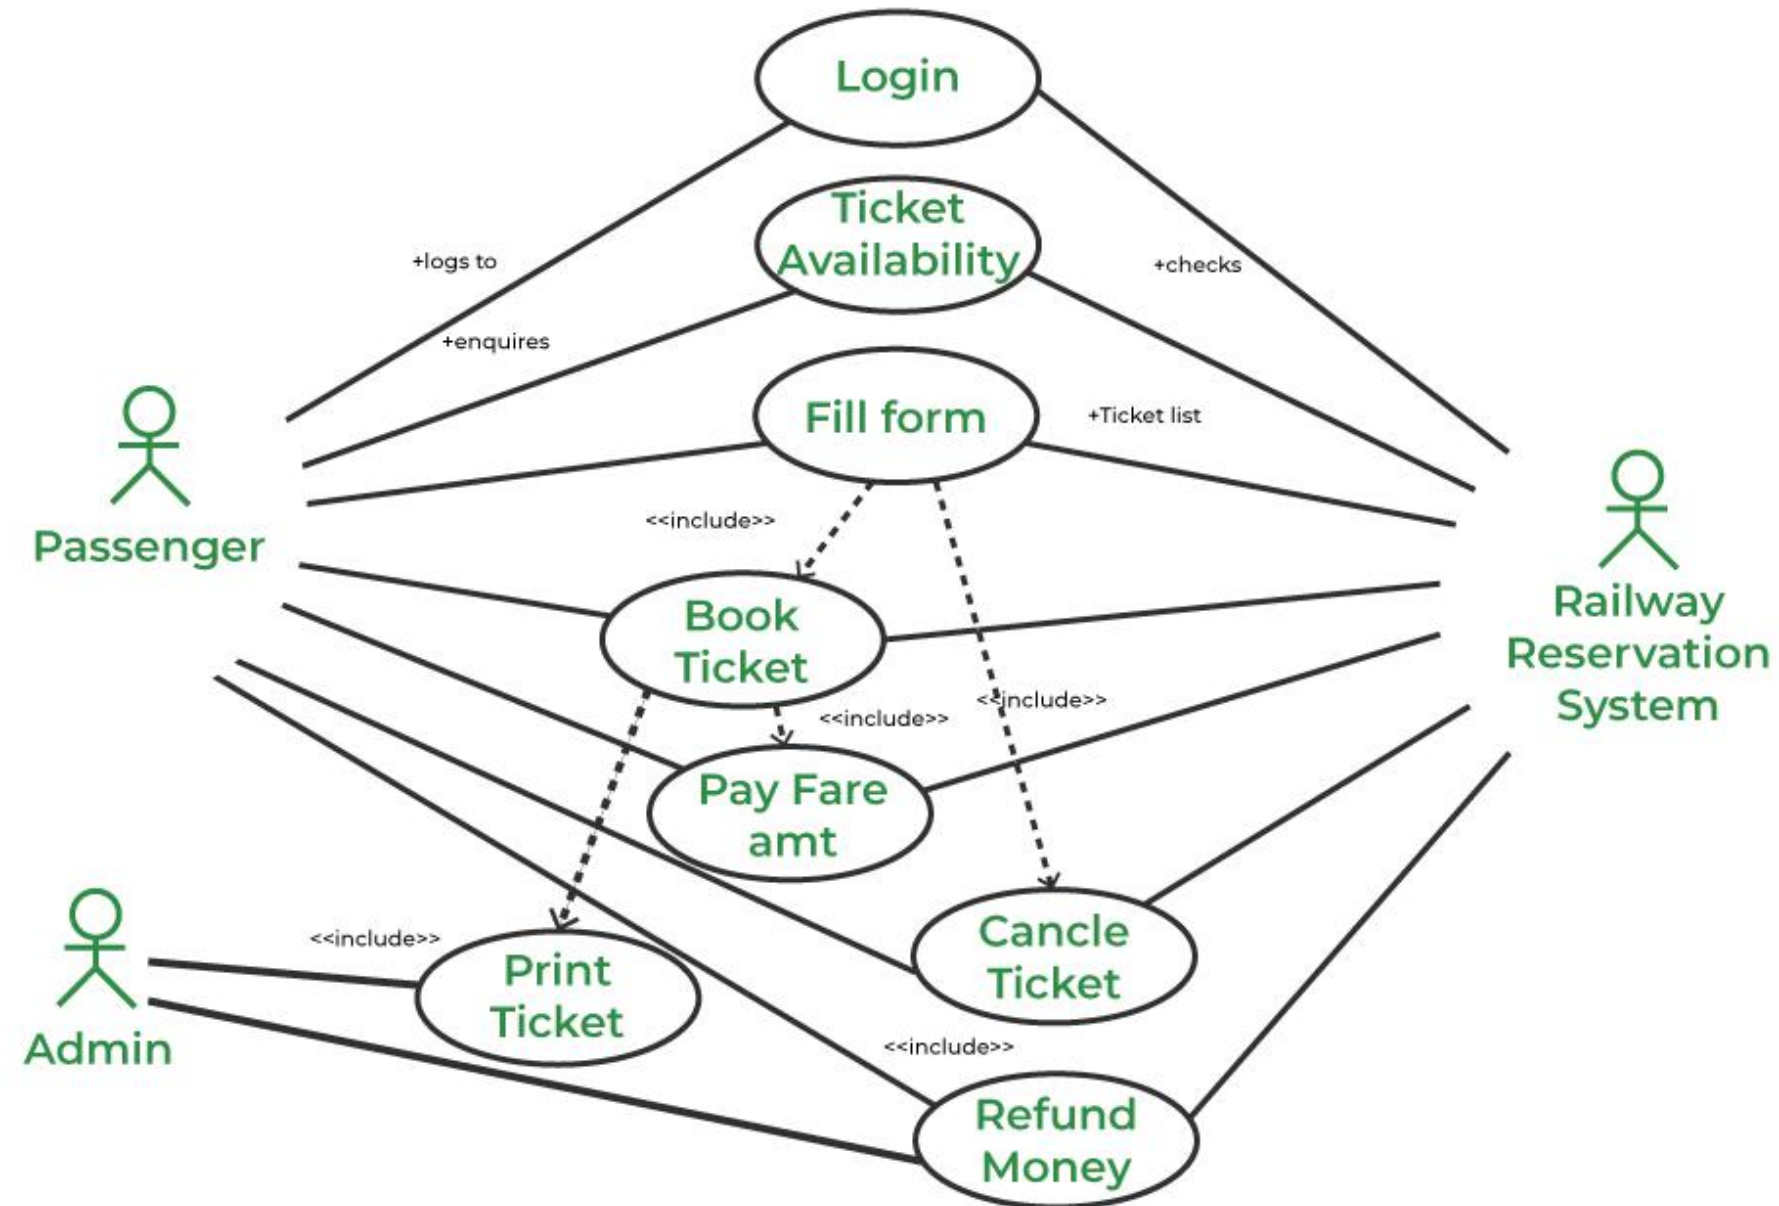 Login
Ticket
Availability
+logs to
+checks
+enquires
Fill form
+Ticket list
<<include>>
Passenger
Book
Ticket
Railway
Reservation
System
<<include>>
<<include>>
Pay Fare
amt
<<include>>
Cancle
Ticket
Print
Ticket
Admin
<<include>>
Refund
Money